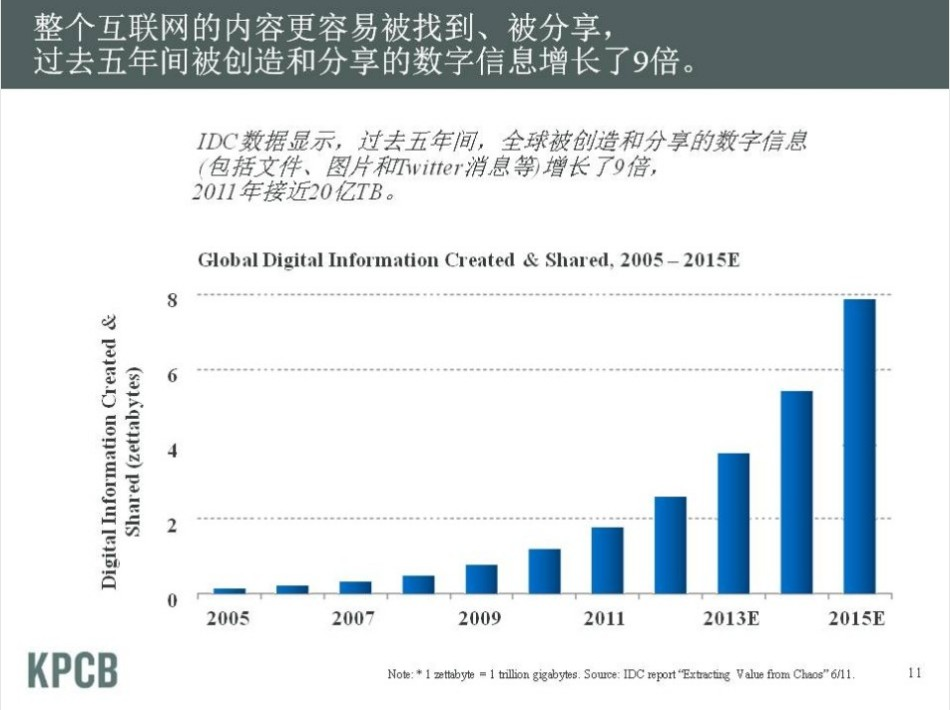 整个互联网的内容更容易被找到、被分享，
过去五年间被创造和分享的数字信息增长了9倍。
IDC数据显示，过去五年间，全球被创造和分享的数字信息
(包括文件、图片和Twitter消息等)增长了9倍，
2011年接近20亿TB。
Global Digital Information Created & Shared, 2005 – 2015E
Digital Information Created &
Shared (zettabytes)
8
6
4
2
0
2005 2007 2009 2011 2013E 2015E
KPCB
Note: * 1 zettabyte = 1 trillion gigabytes. Source: IDC report “Extracting Value from Chaos” 6/11.
11